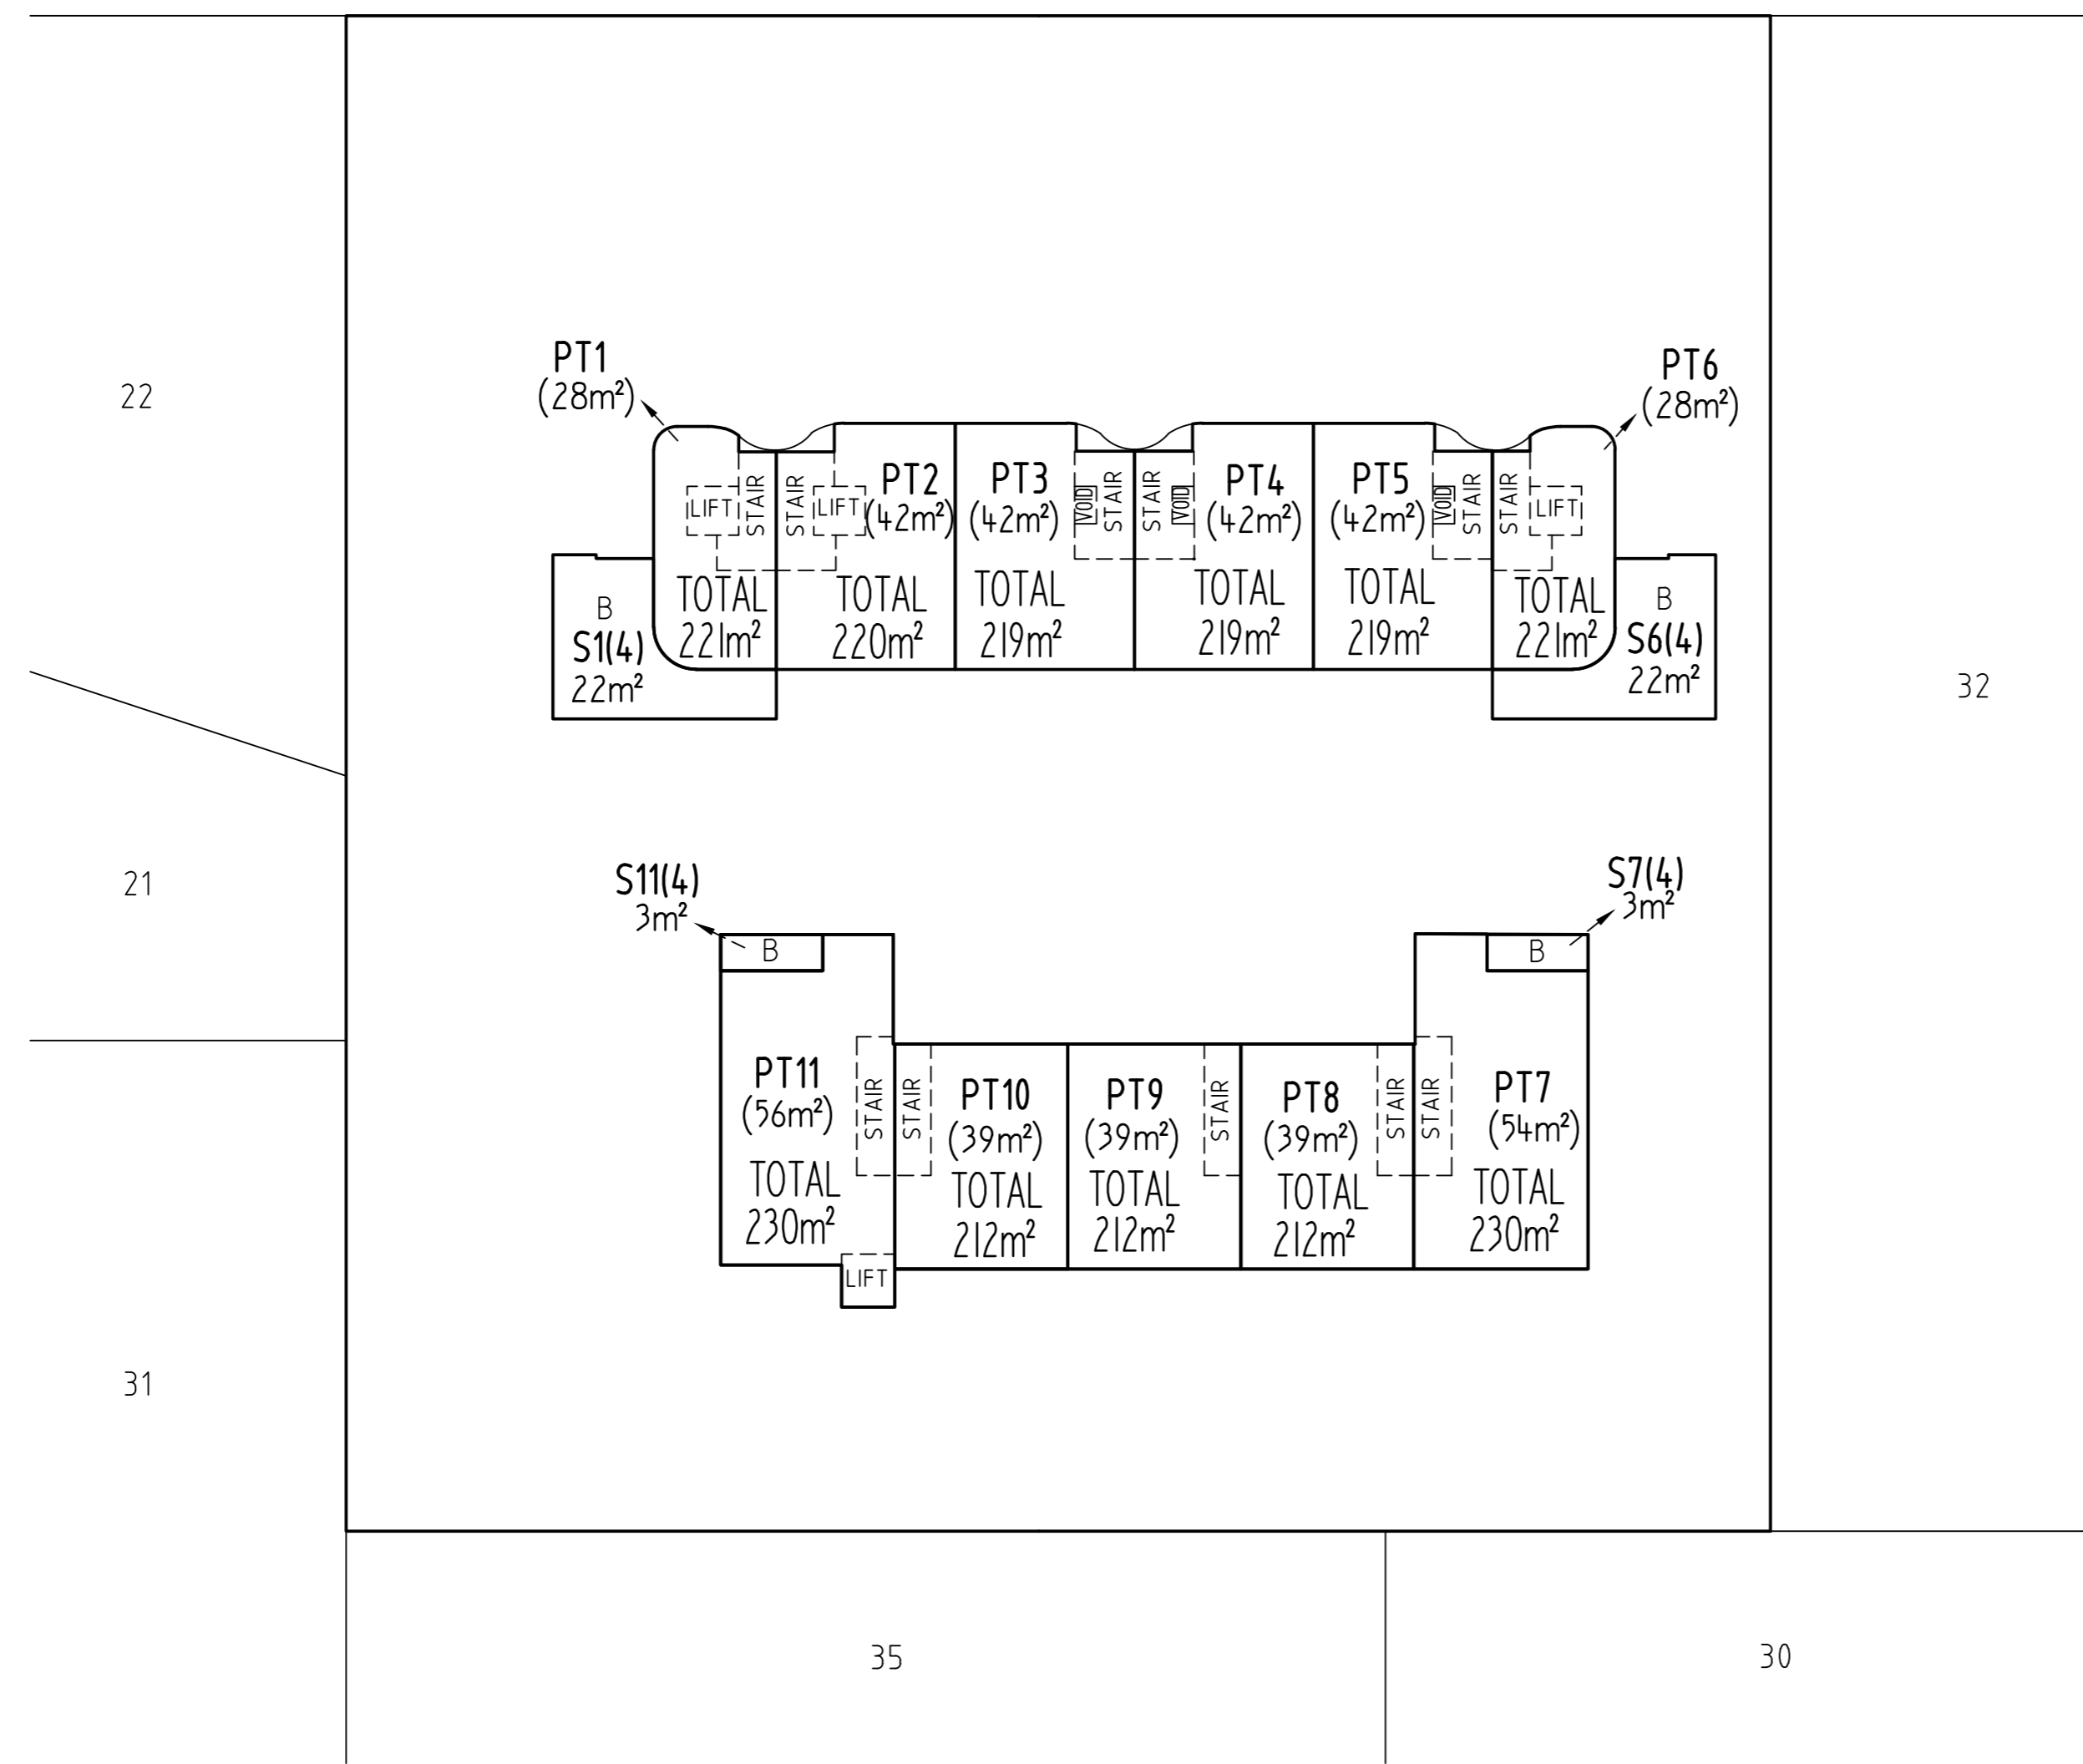 22
21
31
32
35
30
PT1
(28m²)
PT6
(28m²)
LIFT
STAIR
STAIR
LIFT
PT2
(42m²)
PT3
(42m²)
VOID
STAIR
STAIR
VOID
PT4
(42m²)
PT5
(42m²)
VOID
STAIR
STAIR
LIFT
TOTAL
221m²
TOTAL
220m²
TOTAL
219m²
TOTAL
219m²
TOTAL
219m²
TOTAL
221m²
B
S1(4)
22m²
B
S6(4)
22m²
S11(4)
3m²
B
S7(4)
3m²
B
PT11
(56m²)
TOTAL
230m²
LIFT
STAIR
STAIR
PT10
(39m²)
TOTAL
212m²
PT9
(39m²)
TOTAL
212m²
STAIR
PT8
(39m²)
TOTAL
212m²
STAIR
STAIR
PT7
(54m²)
TOTAL
230m²